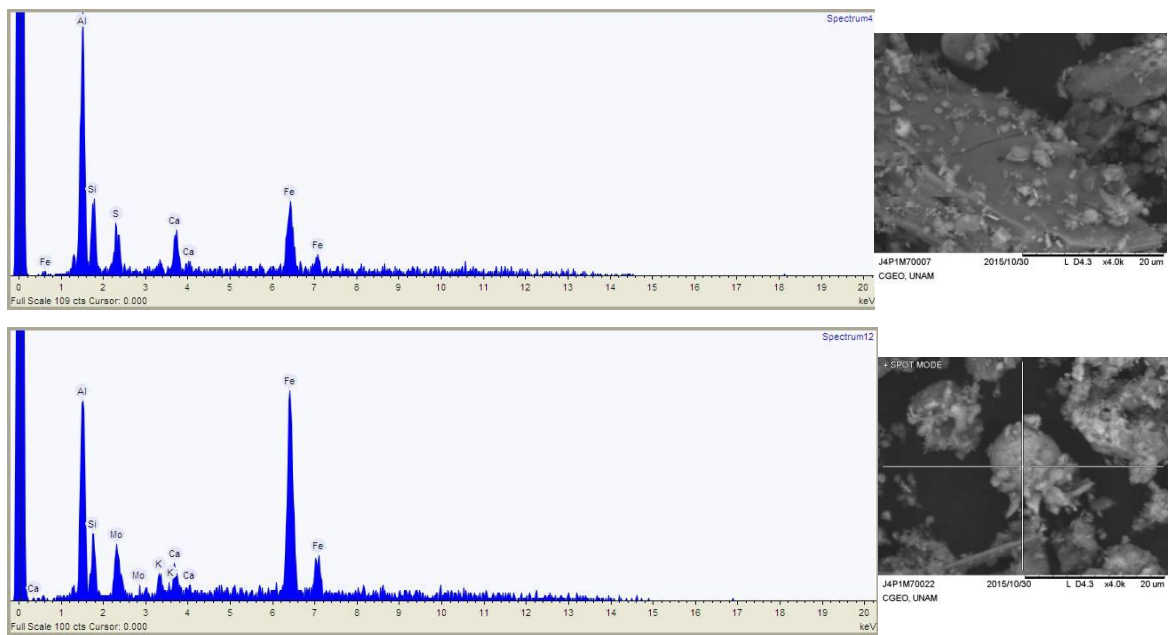 Spectrum4
Al
Si
S
Ca
Ca
Fe
Fe
Fe
0 1 2 3 4 5 6 7 8 9 10 11 12 13 14 15 16 17 18 19 20
Full Scale 109 cts Cursor: 0.000 keV
J4P1M70007 2015/10/30 L D4.3 x4.0k 20 um
CGEO, UNAM
Spectrum12
Al
Fe
Si
Mo
Ca
K
K
Mo
Ca
Ca
Fe
0 1 2 3 4 5 6 7 8 9 10 11 12 13 14 15 16 17 18 19 20
Full Scale 100 cts Cursor: 0.000 keV
+ SPOT MODE
J4P1M70022 2015/10/30 L D4.3 x4.0k 20 um
CGEO, UNAM